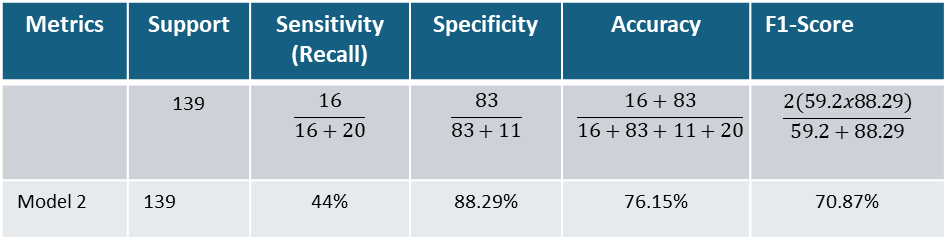 Metrics Support Sensitivity (Recall) Specificity Accuracy F1-Score
139 16/(16 + 20) 83/(83 + 11) (16 + 83)/(16 + 83 + 11 + 20) 2(59.2x88.29)/(59.2 + 88.29)
Model 2 139 44% 88.29% 76.15% 70.87%